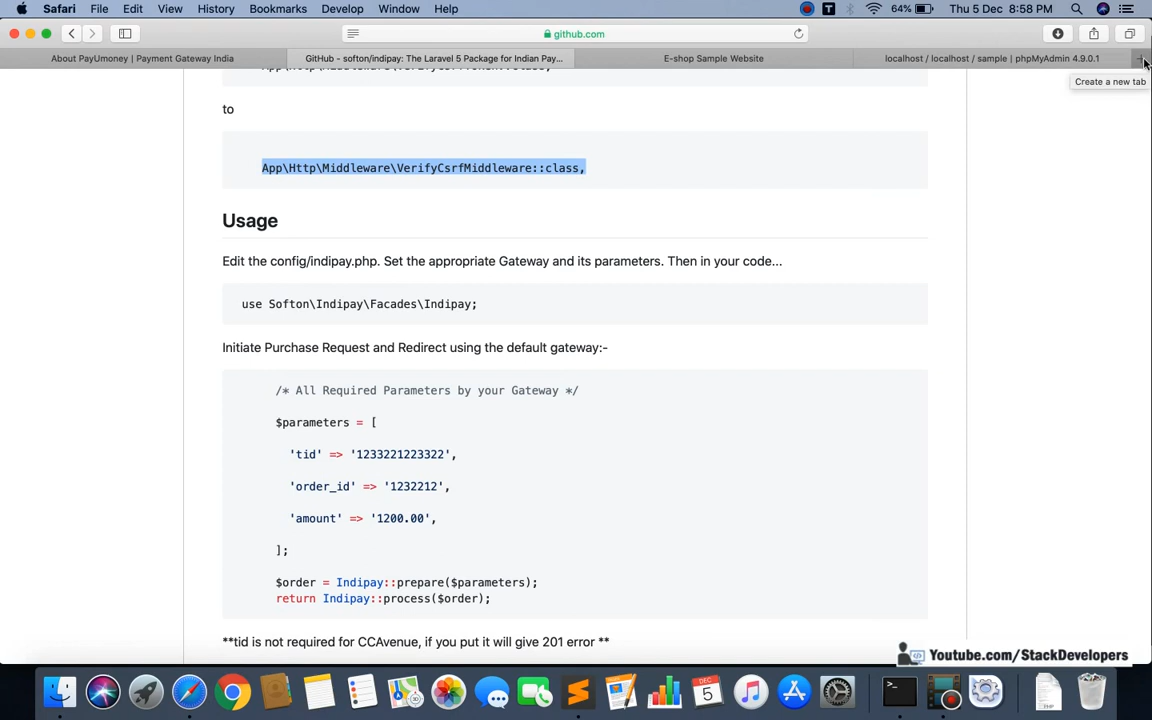 Safari File Edit View History Bookmarks Develop Window Help T 64% Thu 5 Dec 8:58 PM
github.com
About PayUmoney | Payment Gateway India
GitHub - softon/indipay: The Laravel 5 Package for Indian Pay...
E-shop Sample Website
localhost / localhost / sample | phpMyAdmin 4.9.0.1
Create a new tab
to
App\Http\Middleware\VerifyCsrfMiddleware::class,
Usage
Edit the config/indipay.php. Set the appropriate Gateway and its parameters. Then in your code...
use Softon\Indipay\Facades\Indipay;
Initiate Purchase Request and Redirect using the default gateway:-
/* All Required Parameters by your Gateway */
$parameters = [
'tid' => '1233221223322',
'order_id' => '1232212',
'amount' => '1200.00',
];
$order = Indipay::prepare($parameters);
return Indipay::process($order);
**tid is not required for CCAvenue, if you put it will give 201 error **
Youtube.com/StackDevelopers
DEC
5
PHP